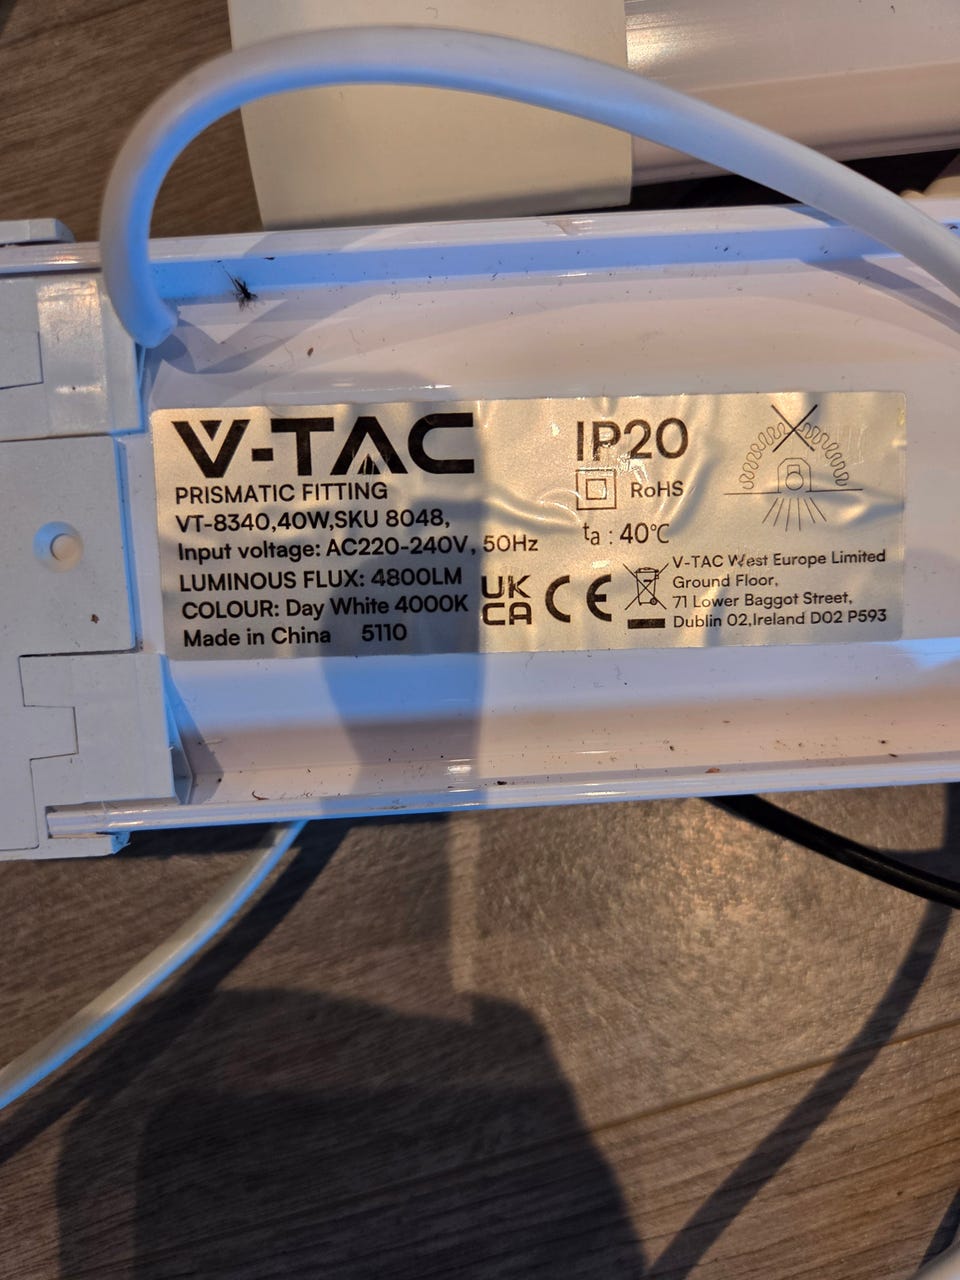 V-TAC
PRISMATIC FITTING
VT-8340,40W,SKU 8048,
Input voltage: AC220-240V, 50Hz
LUMINOUS FLUX: 4800LM
COLOUR: Day White 4000K
Made in China 5110
IP20
RoHS
ta : 40℃
UK
CA
CE
V-TAC West Europe Limited
Ground Floor,
71 Lower Baggot Street,
Dublin 02,Ireland D02 P593